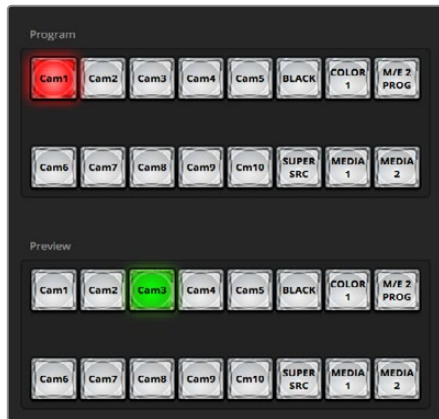 Program
Cam1 Cam2 Cam3 Cam4 Cam5 BLACK COLOR 1 M/E 2 PROG
Cam6 Cam7 Cam8 Cam9 Cm10 SUPER SRC MEDIA 1 MEDIA 2
Preview
Cam1 Cam2 Cam3 Cam4 Cam5 BLACK COLOR 1 M/E 2 PROG
Cam6 Cam7 Cam8 Cam9 Cm10 SUPER SRC MEDIA 1 MEDIA 2